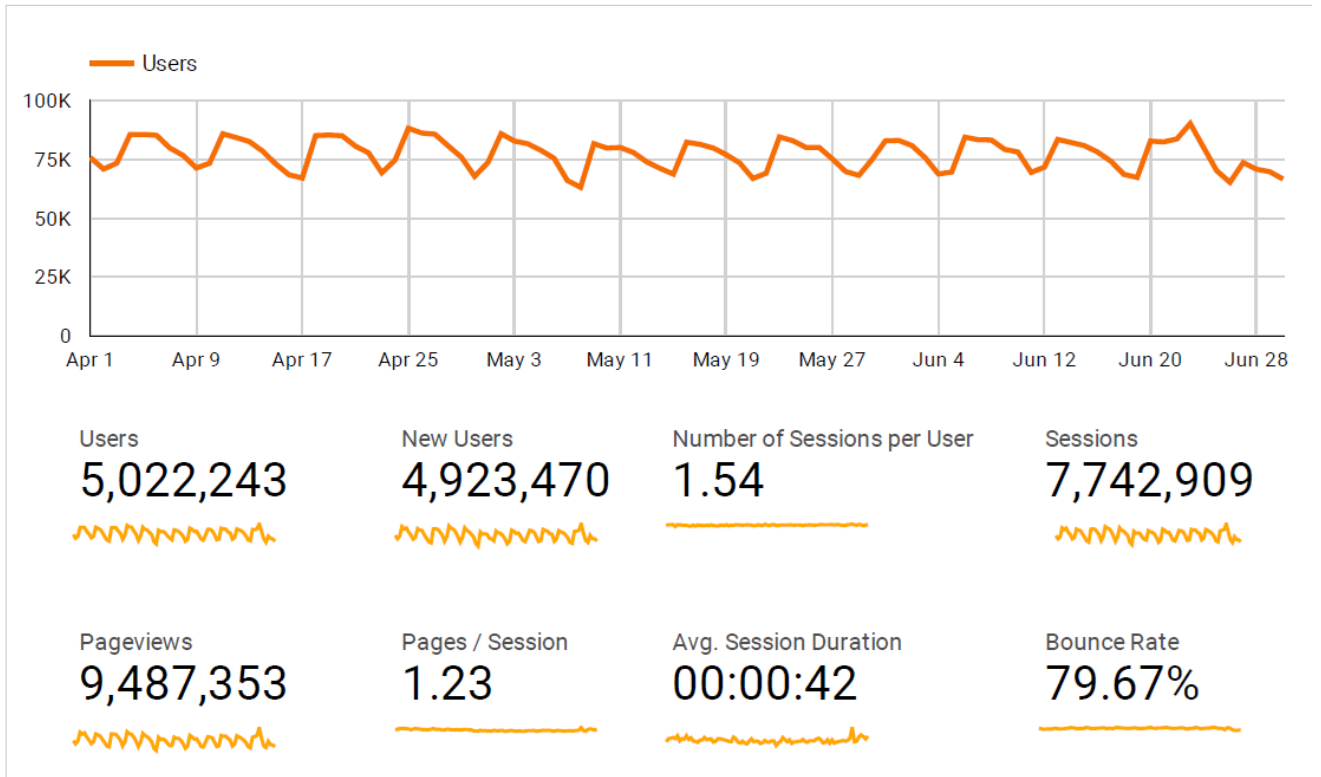 Users
100K
75K
50K
25K
0
Apr 1 Apr 9 Apr 17 Apr 25 May 3 May 11 May 19 May 27 Jun 4 Jun 12 Jun 20 Jun 28
Users New Users Number of Sessions per User Sessions
5,022,243 4,923,470 1.54 7,742,909
Pageviews Pages / Session Avg. Session Duration Bounce Rate
9,487,353 1.23 00:00:42 79.67%